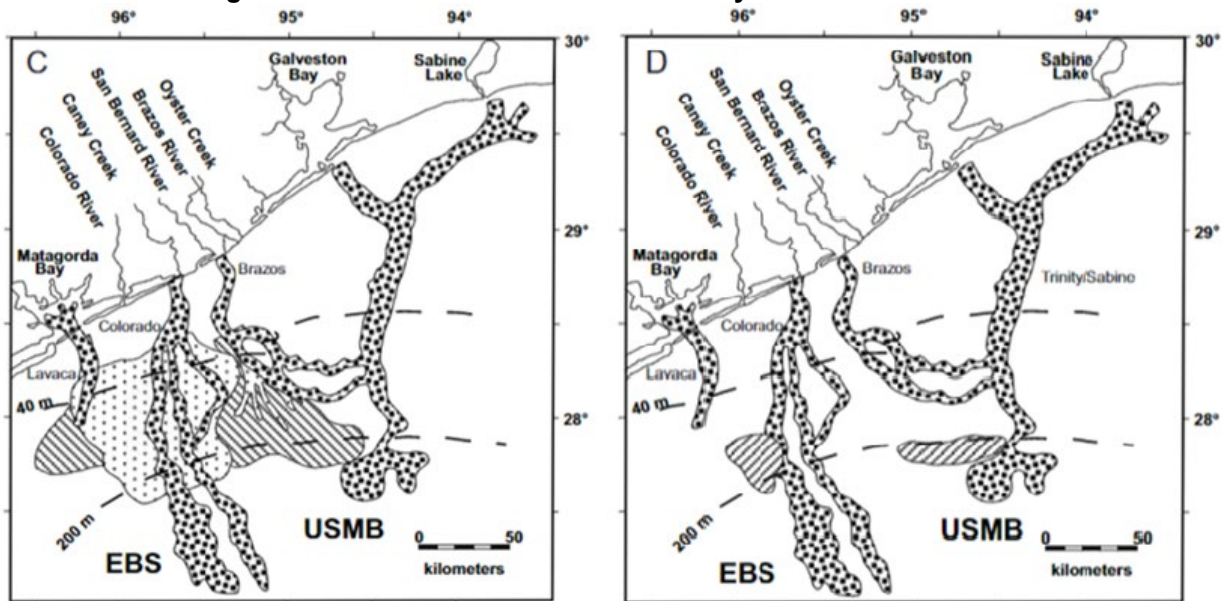 96°
95°
94°
C
30°
Galveston
Bay
Sabine
Lake
Oyster Creek
Brazos River
San Bernard River
Caney Creek
Colorado River
29°
Matagorda
Bay
Brazos
Colorado
Lavaca
40 m
28°
200 m
USMB
0 50
EBS
kilometers
96°
95°
94°
D
30°
Galveston
Bay
Sabine
Lake
Oyster Creek
Brazos River
San Bernard River
Caney Creek
Colorado River
29°
Matagorda
Bay
Brazos
Trinity/Sabino
Colorado
Lavaca
40 m
28°
200 m
USMB
0 50
EBS
kilometers